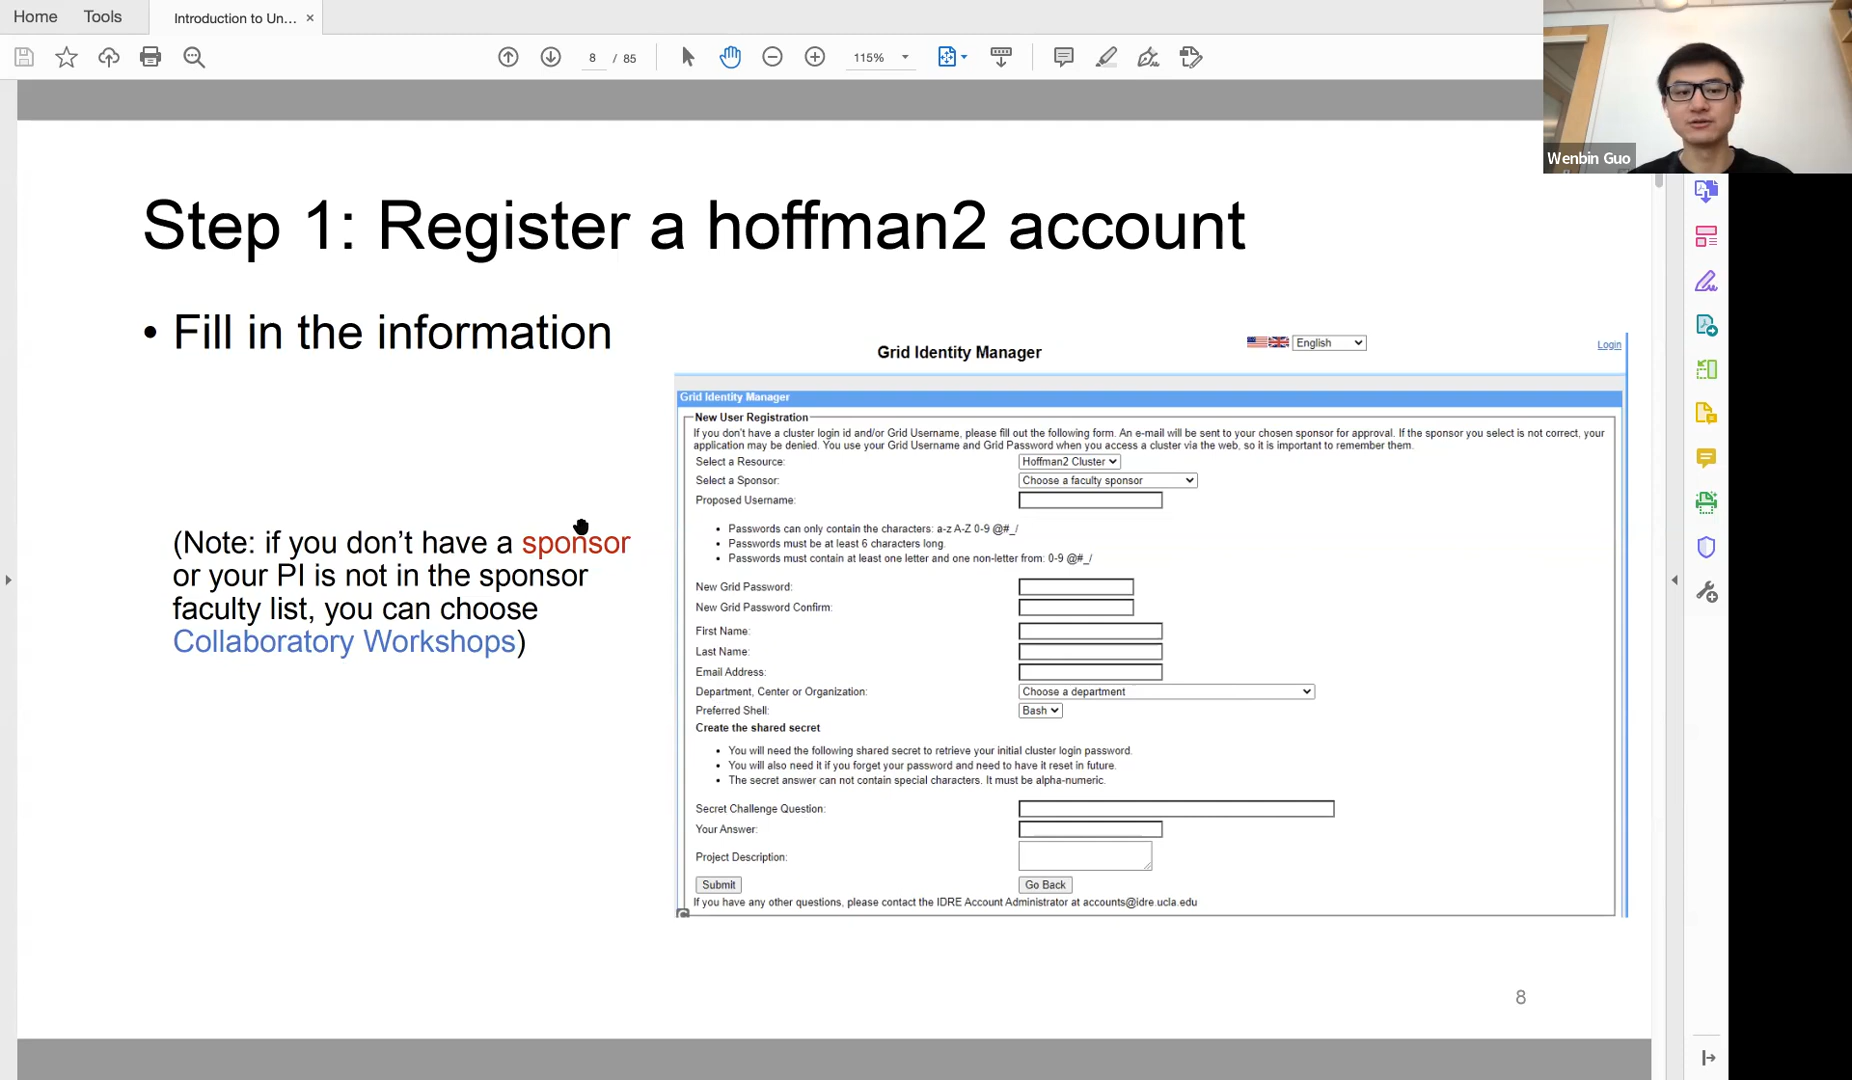 Home
Tools
Introduction to Un...
×
8 / 85
115%
Wenbin Guo
Step 1: Register a hoffman2 account
• Fill in the information
(Note: if you don’t have a sponsor
or your PI is not in the sponsor
faculty list, you can choose
Collaboratory Workshops)
Grid Identity Manager
English
Login
Grid Identity Manager
New User Registration
If you don't have a cluster login id and/or Grid Username, please fill out the following form. An e-mail will be sent to your chosen sponsor for approval. If the sponsor you select is not correct, your
application may be denied. You use your Grid Username and Grid Password when you access a cluster via the web, so it is important to remember them.
Select a Resource: Hoffman2 Cluster
Select a Sponsor: Choose a faculty sponsor
Proposed Username:
• Passwords can only contain the characters: a-z A-Z 0-9 @#_/
• Passwords must be at least 6 characters long.
• Passwords must contain at least one letter and one non-letter from: 0-9 @#_/
New Grid Password:
New Grid Password Confirm:
First Name:
Last Name:
Email Address:
Department, Center or Organization: Choose a department
Preferred Shell: Bash
Create the shared secret
• You will need the following shared secret to retrieve your initial cluster login password.
• You will also need it if you forget your password and need to have it reset in future.
• The secret answer can not contain special characters. It must be alpha-numeric.
Secret Challenge Question:
Your Answer:
Project Description:
Submit
Go Back
If you have any other questions, please contact the IDRE Account Administrator at accounts@idre.ucla.edu
8